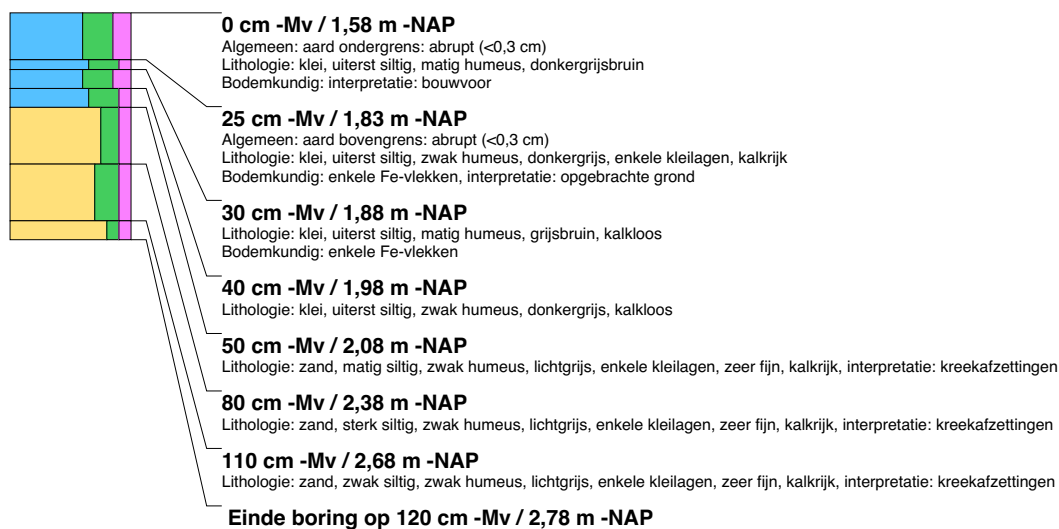 0 cm -Mv / 1,58 m -NAP
Algemeen: aard ondergrens: abrupt (<0,3 cm)
Lithologie: klei, uiterst siltig, matig humeus, donkergrijsbruin
Bodemkundig: interpretatie: bouwvoor
25 cm -Mv / 1,83 m -NAP
Algemeen: aard bovengrens: abrupt (<0,3 cm)
Lithologie: klei, uiterst siltig, zwak humeus, donkergrijs, enkele kleilagen, kalkrijk
Bodemkundig: enkele Fe-vlekken, interpretatie: opgebrachte grond
30 cm -Mv / 1,88 m -NAP
Lithologie: klei, uiterst siltig, matig humeus, grijsbruin, kalkloos
Bodemkundig: enkele Fe-vlekken
40 cm -Mv / 1,98 m -NAP
Lithologie: klei, uiterst siltig, zwak humeus, donkergrijs, kalkloos
50 cm -Mv / 2,08 m -NAP
Lithologie: zand, matig siltig, zwak humeus, lichtgrijs, enkele kleilagen, zeer fijn, kalkrijk, interpretatie: kreekafzettingen
80 cm -Mv / 2,38 m -NAP
Lithologie: zand, sterk siltig, zwak humeus, lichtgrijs, enkele kleilagen, zeer fijn, kalkrijk, interpretatie: kreekafzettingen
110 cm -Mv / 2,68 m -NAP
Lithologie: zand, zwak siltig, zwak humeus, lichtgrijs, enkele kleilagen, zeer fijn, kalkrijk, interpretatie: kreekafzettingen
Einde boring op 120 cm -Mv / 2,78 m -NAP